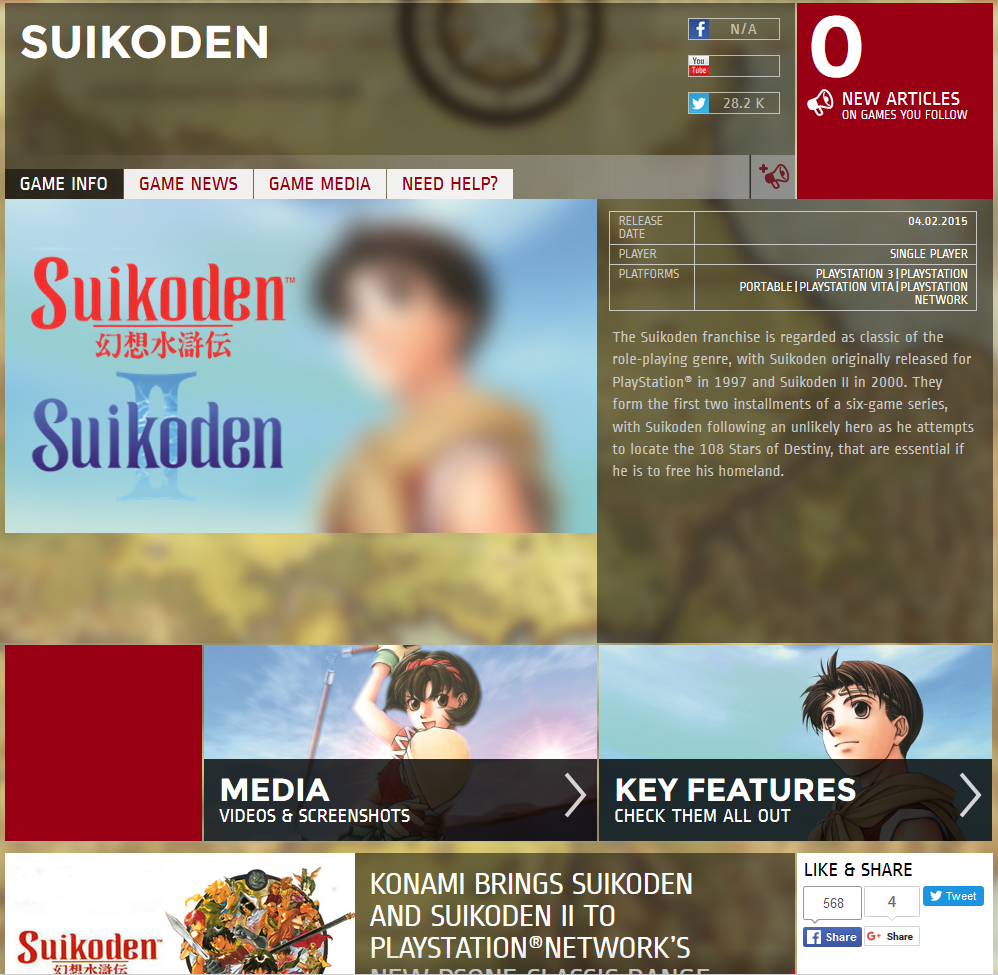 SUIKODEN
f N/A
You Tube
28.2 K
0
NEW ARTICLES
ON GAMES YOU FOLLOW
GAME INFO
GAME NEWS
GAME MEDIA
NEED HELP?
Suikoden™
幻想水滸伝
II
Suikoden
RELEASE DATE
04.02.2015
PLAYER
SINGLE PLAYER
PLATFORMS
PLAYSTATION 3|PLAYSTATION
PORTABLE|PLAYSTATION VITA|PLAYSTATION
NETWORK
The Suikoden franchise is regarded as classic of the
role-playing genre, with Suikoden originally released for
PlayStation® in 1997 and Suikoden II in 2000. They
form the first two installments of a six-game series,
with Suikoden following an unlikely hero as he attempts
to locate the 108 Stars of Destiny, that are essential if
he is to free his homeland.
MEDIA
VIDEOS & SCREENSHOTS
KEY FEATURES
CHECK THEM ALL OUT
Suikoden™
幻想水滸伝
KONAMI BRINGS SUIKODEN
AND SUIKODEN II TO
PLAYSTATION®NETWORK'S
NEW PSONE CLASSIC RANGE
LIKE & SHARE
568
4
Tweet
f Share
G+ Share